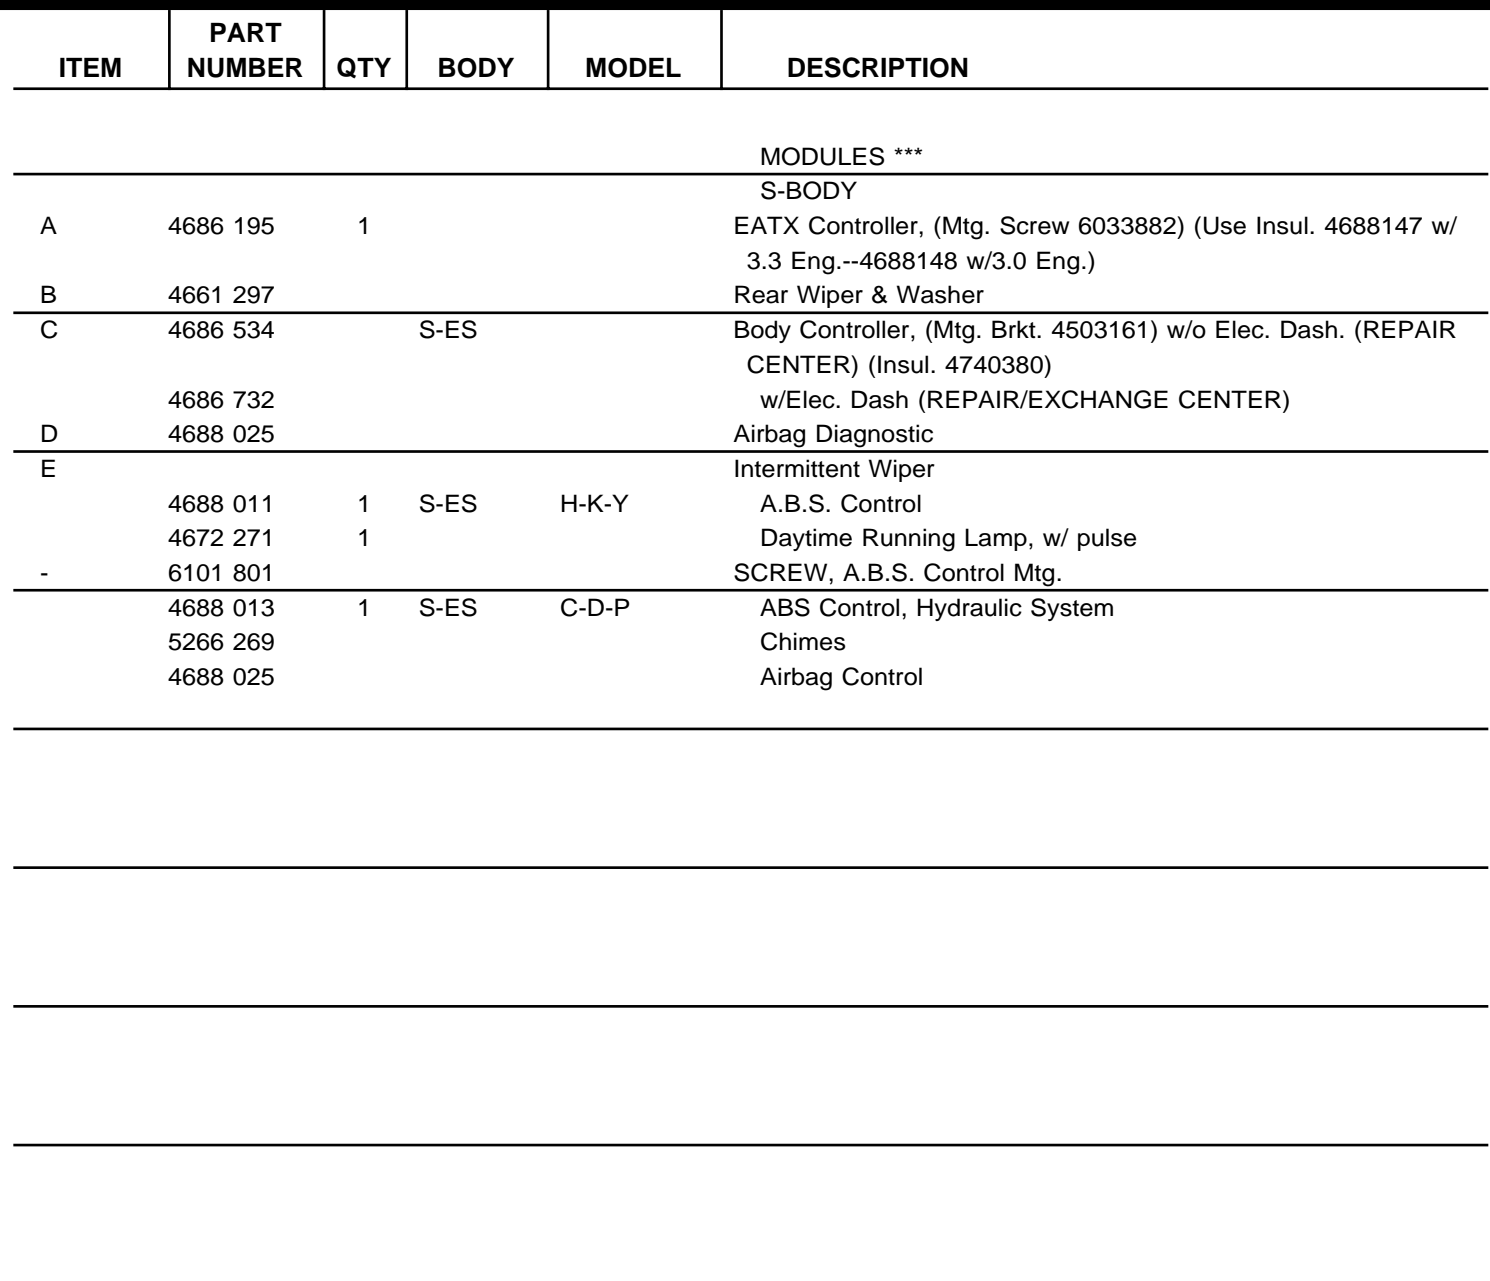 PART
ITEM NUMBER QTY BODY MODEL DESCRIPTION
MODULES ***
S-BODY
A 4686 195 1 EATX Controller, (Mtg. Screw 6033882) (Use Insul. 4688147 w/
3.3 Eng.--4688148 w/3.0 Eng.)
B 4661 297 Rear Wiper & Washer
C 4686 534 S-ES Body Controller, (Mtg. Brkt. 4503161) w/o Elec. Dash. (REPAIR
CENTER) (Insul. 4740380)
4686 732 w/Elec. Dash (REPAIR/EXCHANGE CENTER)
D 4688 025 Airbag Diagnostic
E Intermittent Wiper
4688 011 1 S-ES H-K-Y A.B.S. Control
4672 271 1 Daytime Running Lamp, w/ pulse
- 6101 801 SCREW, A.B.S. Control Mtg.
4688 013 1 S-ES C-D-P ABS Control, Hydraulic System
5266 269 Chimes
4688 025 Airbag Control